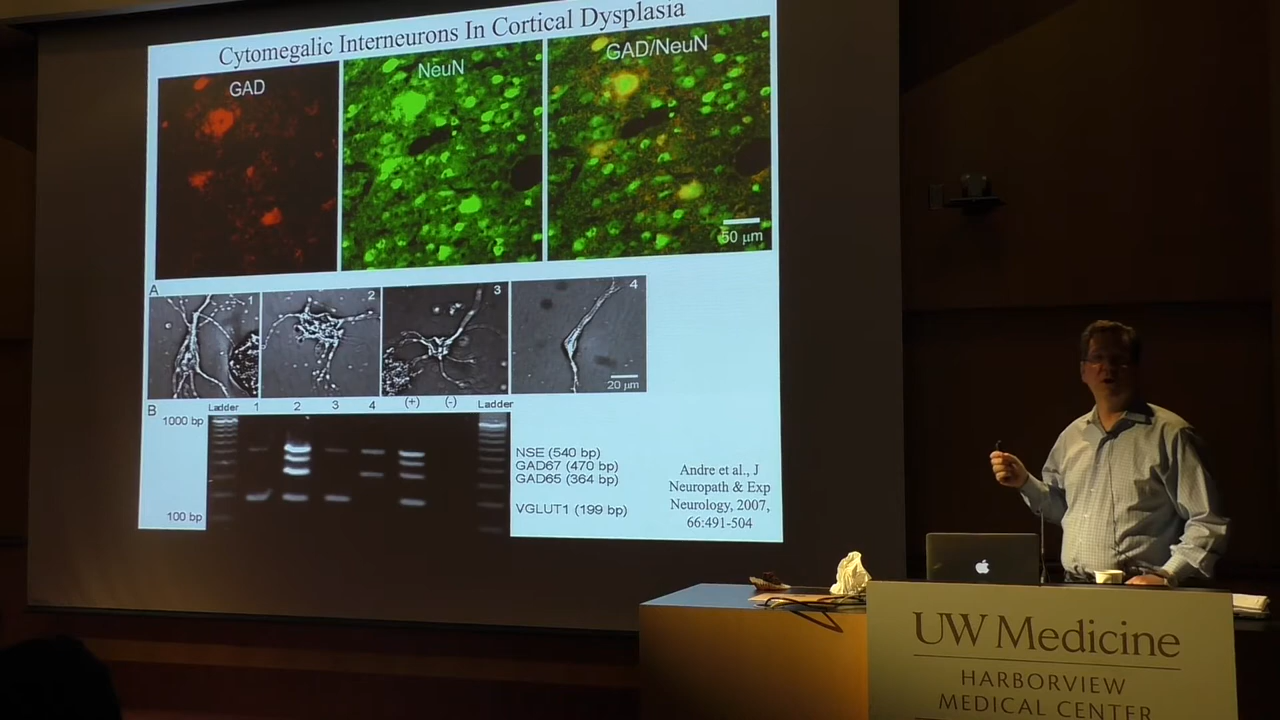 Cytomegalic Interneurons In Cortical Dysplasia
GAD
NeuN
GAD/NeuN
50 µm
A
1
2
3
4
20 µm
B
Ladder 1 2 3 4 (+) (-) Ladder
1000 bp
100 bp
NSE (540 bp)
GAD67 (470 bp)
GAD65 (364 bp)
VGLUT1 (199 bp)
Andre et al., J
Neuropath & Exp
Neurology, 2007,
66:491-504
UW Medicine
HARBORVIEW
MEDICAL CENTER